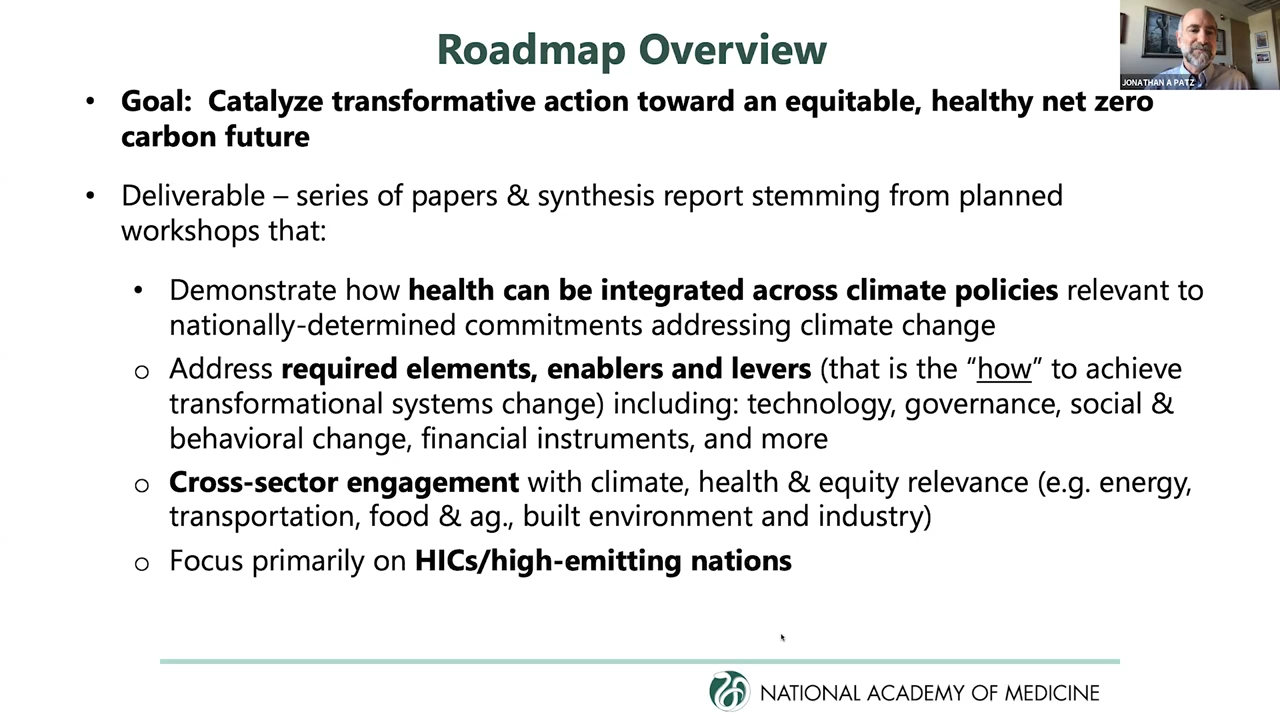 Roadmap Overview
JONATHAN A PATZ
• Goal: Catalyze transformative action toward an equitable, healthy net zero
carbon future
• Deliverable – series of papers & synthesis report stemming from planned
workshops that:
• Demonstrate how health can be integrated across climate policies relevant to
nationally-determined commitments addressing climate change
o Address required elements, enablers and levers (that is the “how” to achieve
transformational systems change) including: technology, governance, social &
behavioral change, financial instruments, and more
o Cross-sector engagement with climate, health & equity relevance (e.g. energy,
transportation, food & ag., built environment and industry)
o Focus primarily on HICs/high-emitting nations
NATIONAL ACADEMY OF MEDICINE